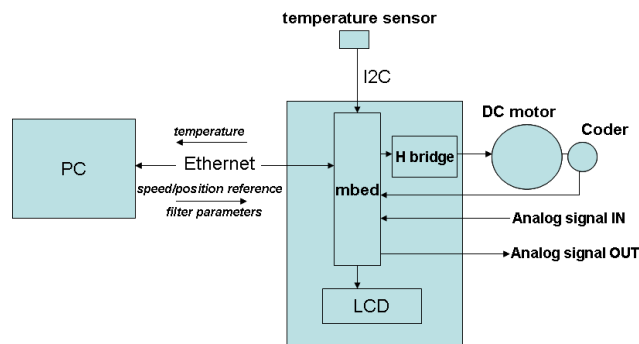 temperature sensor
I2C
DC motor
Coder
temperature
H bridge
PC
Ethernet
mbed
speed/position reference
filter parameters
Analog signal IN
Analog signal OUT
LCD